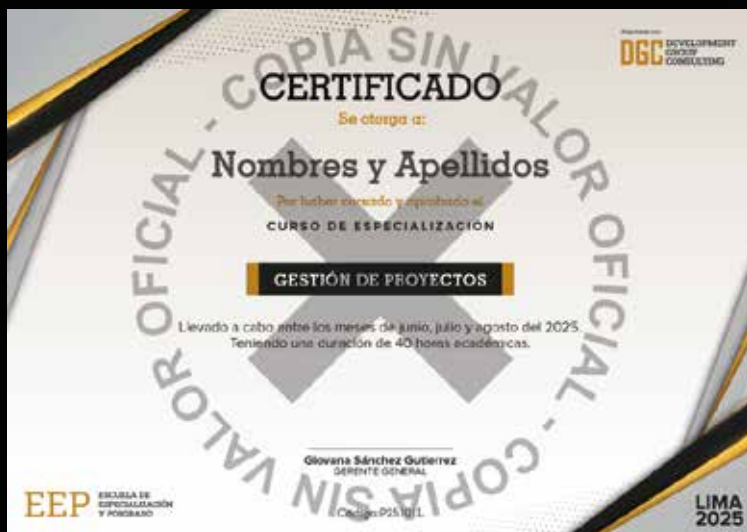 DGC DEVELOPMENT
GROUP
CONSULTING
CERTIFICADO
Se otorga a:
Nombres y Apellidos
Por haber cursado y aprobado el
CURSO DE ESPECIALIZACIÓN
GESTIÓN DE PROYECTOS
Llevado a cabo entre los meses de junio, julio y agosto del 2025.
Teniendo una duración de 40 horas académicas.
Giovana Sánchez Gutierrez
GERENTE GENERAL
EEP ESCUELA DE
ESPECIALIZACIÓN
Y POSGRADO
LIMA
2025
COPIA SIN VALOR OFICIAL - COPIA SIN VALOR OFICIAL -